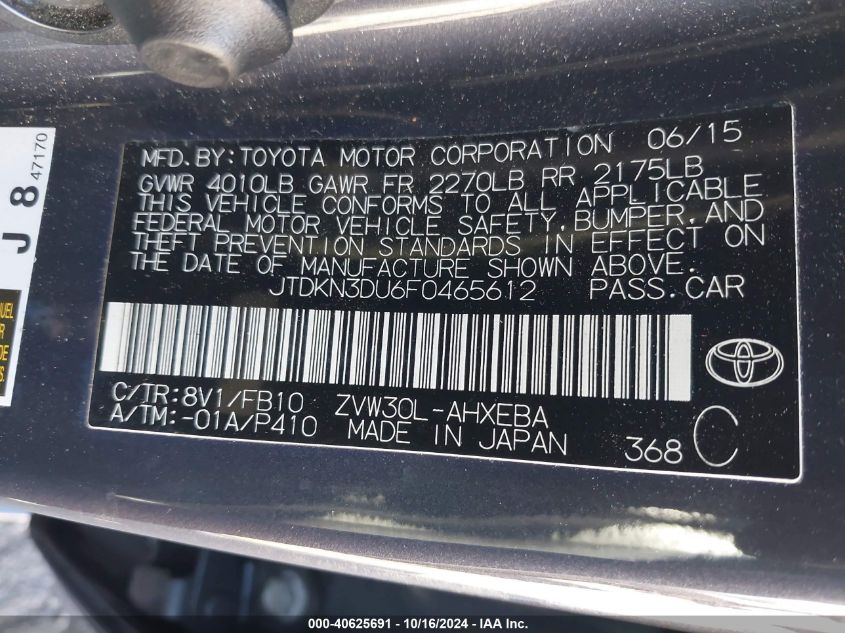 MFD. BY: TOYOTA MOTOR CORPORATION 06/15
GVWR 4010LB GAWR FR 2270LB RR 2175LB
THIS VEHICLE CONFORMS TO ALL APPLICABLE
FEDERAL MOTOR VEHICLE SAFETY, BUMPER, AND
THEFT PREVENTION STANDARDS IN EFFECT ON
THE DATE OF MANUFACTURE SHOWN ABOVE.
JTDKN3DU6F0465612 PASS. CAR
C/TR: 8V1/FB10 ZVW30L-AHXEBA
A/TM: -01A/P410 MADE IN JAPAN 368 C
J 8 47170
000-40625691 - 10/16/2024 - IAA Inc.